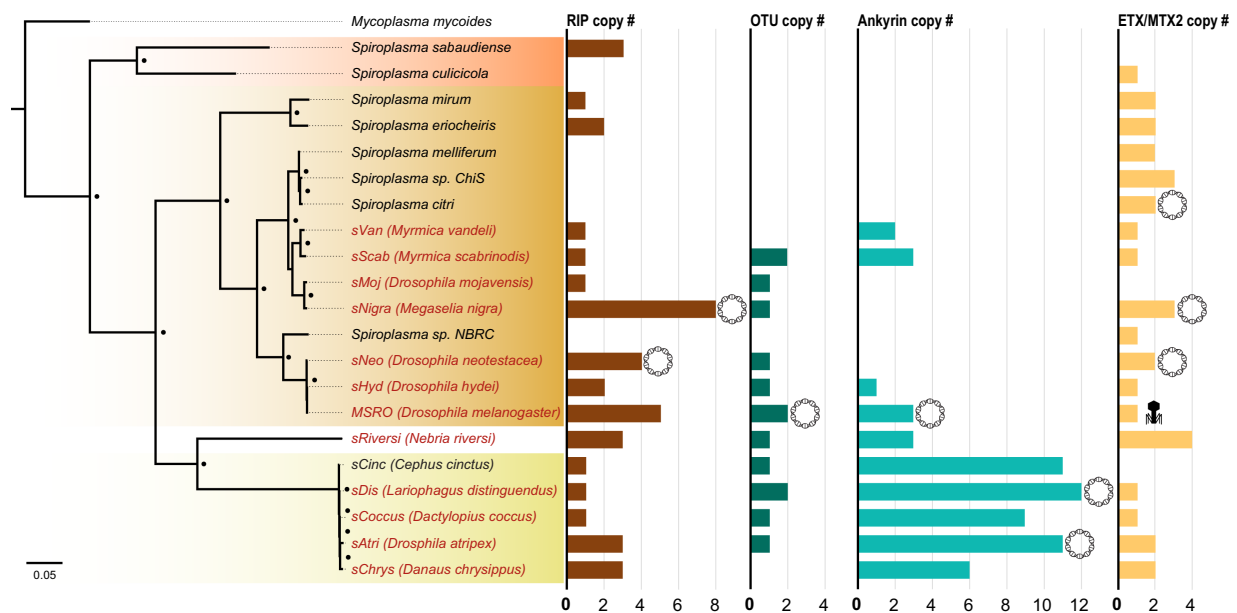 RIP copy # OTU copy # Ankyrin copy # ETX/MTX2 copy #
Mycoplasma mycoides
Spiroplasma sabaudiense
Spiroplasma culicicola
Spiroplasma mirum
Spiroplasma eriocheiris
Spiroplasma melliferum
Spiroplasma sp. ChiS
Spiroplasma citri
sVan (Myrmica vandeli)
sScab (Myrmica scabrinodis)
sMoj (Drosophila mojavensis)
sNigra (Megaselia nigra)
Spiroplasma sp. NBRC
sNeo (Drosophila neotestacea)
sHyd (Drosophila hydei)
MSRO (Drosophila melanogaster)
sRiversi (Nebria riversi)
sCinc (Cephus cinctus)
sDis (Lariophagus distinguendus)
sCoccus (Dactylopius coccus)
sAtri (Drosphila atripex)
sChrys (Danaus chrysippus)
0.05
0 2 4 6 8 0 2 4 0 2 4 6 8 10 12 0 2 4